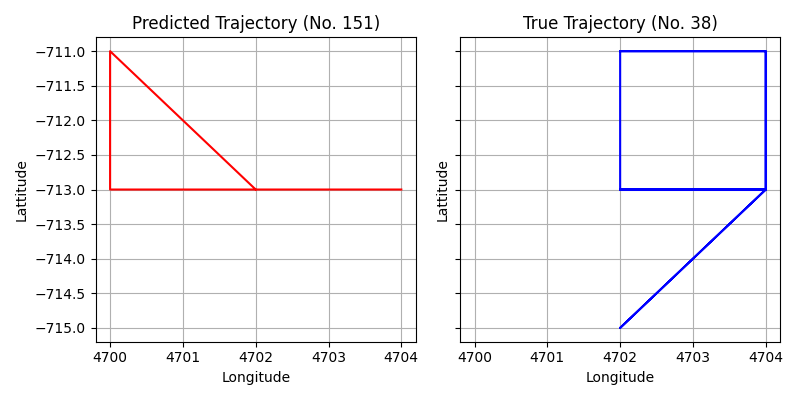 Predicted Trajectory (No. 151)
True Trajectory (No. 38)
−711.0
−711.5
−712.0
−712.5
−713.0
−713.5
−714.0
−714.5
−715.0
Lattitude
Lattitude
4700 4701 4702 4703 4704
4700 4701 4702 4703 4704
Longitude
Longitude